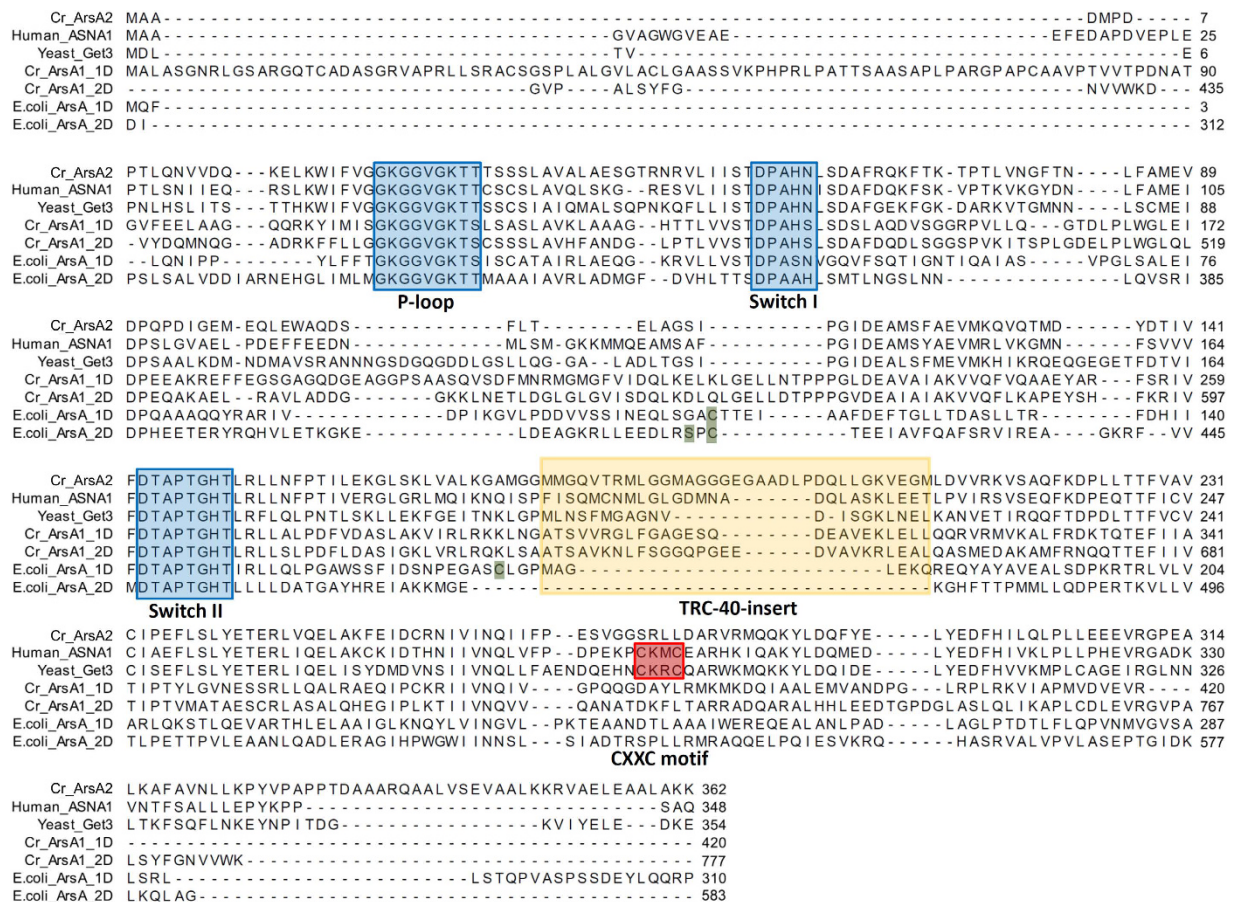 Cr_ArsA2 MAA - - - - - - - - - - - - - - - - - - - - - - - - - - - - - - - - - - - - - - - - DMPD - - - - - 7
Human_ASNA1 MAA - - - - - - - - - - GVAGWGVEAE - - - - - - - - - - EFEDAPDVEPLE 25
Yeast_Get3 MDL - - - - - - - - - - TV - - - - - - - - - - E 6
Cr_ArsA1_1D MALASGNRLGSARGQTCADASGRVAPRLLSRACSGSPLALGVLACLGAASSVKPHPRLPATTSAASAPLPARGPAPCAAVPTVVTPDNAT 90
Cr_ArsA1_2D - - - - - - - - - - GVP - - - ALSYFG - - - - - - - - - - NVVWKD - - 435
E.coli_ArsA_1D MQF - - - - - - - - - - 3
E.coli_ArsA_2D DI - - - - - - - - - - 312
Cr_ArsA2 PTLQNVVDQ---KELKWIFVGGKGGVGKTTTSSSLAVALAESGTRNRVLIISTDPAHNLSDAFRQKFTK-TPTLVNGFTN---LFAMEV 89
Human_ASNA1 PTLSNIIEQ---RSLKWIFVGGKGGVGKTTCSCSLAVQLSKG--RESVLIISTDPAHNISDAFDQKFSK-VPTKVKGYDN---LFAMEI 105
Yeast_Get3 PNLHSLITS---TTHKWIFVGGKGGVGKTTSSCSIAIQMALSQPNKQFLLISTDPAHNLSDAFGEKFGK-DARKVTGMNN---LSCMEI 88
Cr_ArsA1_1D GVFEELAAG---QQRKYIMISGKGGVGKTSLSASLAVKLAAAG-HTTLVVSTDPAHSLSDSLAQDVSGGRPVLLQ---GTDLPLWGLEI 172
Cr_ArsA1_2D -VYDQMNQG---ADRKFFLLGGKGGVGKTSCSSSLAVHFANDG-LPTLVVSTDPAHSLSDAFDQDLSGGSPVKITSPLGDELPLWGLQL 519
E.coli_ArsA_1D --LQNIPP-----YLFFTGKGGVGKTSISCATAIRLAEQG-KRVLLVSTDPASNVGQVFSQTIGNTIQAIAS-----VPGLSALEI 76
E.coli_ArsA_2D PSLSALVDDIARNEHGLIMLMGKGGVGKTTMAAAIAVRLADMGF-DVHLTTSDPAAHLSMTLNGSLNN-------LQVSRI 385
P-loop Switch I
Cr_ArsA2 DPQPDIGEM-EQLEWAQDS------------FLT------ELAGSI--------PGIDEAMSFAEVMKQVQTMD-----YDTIV 141
Human_ASNA1 DPSLGVAEL-PDEFFEEDN------------MLSM-GKKMMQEAMSAF-------PGIDEAMSYAEVMRLVKGMN-----FSVVV 164
Yeast_Get3 DPSAALKDM-NDMAVSRANNNGSDGQGDDLGSLLQG-GA--LADLTGSI-------PGIDEALSFMEVMKHIKRQEQGEGETFDTVI 164
Cr_ArsA1_1D DPEEAKREFFEGSGAGQDGEAGGPSAASQVSDFMNRMGMGFVIDQLKELKLGELLNTPPPGLDEAVAIAKVVQFVQAAEYAR---FSRIV 259
Cr_ArsA1_2D DPEQAKAEL---RAVLADDG------GKKLNETLDGLGLGVISDQLKDLQLGELLDTPPPGVDEAIAIAKVVQFLKAPEYSH---FKRIV 597
E.coli_ArsA_1D DPQAAAQQYRARIV-----------DPIKGVLPDDVVSSINEQLSGACTTEI-----AAFDEFTGLLTDASLLTR-----FDHII 140
E.coli_ArsA_2D DPHEETERYRQHVLETKGKE--------LDEAGKRLLEEDLRSPC----------TEEIAVFQAFSRVIREA---GKRF--VV 445
Cr_ArsA2 FDTAPTGHTLRLLNFPTILEKGLSKLVALKGAMGGMMGQVTRMLGGMAGGGEGAADLPDQLLGKVEGMLDVVRKVSAQFKDPLLTTFVAV 231
Human_ASNA1 FDTAPTGHTLRLLNFPTIVERGLGRLMQIKNQISPFISQMCNMLGLGDMNA-------DQLASKLEETLPVIRSVSEQFKDPEQTTFICV 247
Yeast_Get3 FDTAPTGHTLRFLQLPNTLSKLLEKFGEITNKLGPMLNSFMGAGNV------------D-ISGKLNELKANVETIRQQFTDPDLTTFVCV 241
Cr_ArsA1_1D FDTAPTGHTLRLLALPDFVDASLAKVIRLRKKLNGATSVVRGLFGAGESQ--------DEAVEKLELLQQRVRMVKALFRDKTQTEFIIA 341
Cr_ArsA1_2D FDTAPTGHTLRLLSLPDFLDASIGKLVRLRQKLSAATSAVKNLFSGGQPGEE------DVAVKRLEALQASMEDAKAMFRNQQTTEFIIV 681
E.coli_ArsA_1D FDTAPTGHTIRLLQLPGAWSSFIDSNPEGASCLGPMAG------------------LEKQREQYAYAVEALSDPKRTRLVLV 204
E.coli_ArsA_2D MDTAPTGHTLLLLDATGAYHREIAKKMGE----------------------KGHFTTPMMLLQDPERTKVLLV 496
Switch II TRC-40-insert
Cr_ArsA2 CIPEFLSLYETERLVQELAKFEIDCRNIVINQIIFP--ESVGGSRLLDARVRMQQKYLDQFYE-----LYEDFHILQLPLLEEEVRGPEA 314
Human_ASNA1 CIAEFLSLYETERLIQELAKCKIDTHNIIVNQLVFP--DPEKPCKMCEARHKIQAKYLDQMED-----LYEDFHIVKLPLLPHEVRGADK 330
Yeast_Get3 CISEFLSLYETERLIQELISYDMDVNSIIVNQLLFAENDQEHNCKRCQARWKMQKKYLDQIDE-----LYEDFHVVKMPLCAGEIRGLNN 326
Cr_ArsA1_1D TIPTYLGVNESSRLLQALRAEQIPCKRIIVNQIV---GPQQGDAYLRMKMKDQIAALEMVANDPG---LRPLRKVIAPMVDVEVR---- 420
Cr_ArsA1_2D TIPTVMATAESCRLASALQHEGIPLKTIIVNQVV---QANATDKFLTARRADQARALHHLEEDTGPDGLASLQLIKAPLCDLEVRGVPA 767
E.coli_ArsA_1D ARLQKSTLQEVARTHLELAAIGLKNQYLVINGVL--PKTEAANDTLAAAIWEREQEALANLPAD-----LAGLPTDTLFLQPVNMVGVSA 287
E.coli_ArsA_2D TLPETTPVLEAANLQADLERAGIHPWGWIINNSL---SIADTRSPLLRMRAQQELPQIESVKRQ------HASRVALVPVLASEPTGIDK 577
CXXC motif
Cr_ArsA2 LKAFAVNLLKPYVPAPPTDAAARQAALVSEVAALKKRVAELEAALAKK 362
Human_ASNA1 VNTFSALLLEPYKPP----------------------------SAQ 348
Yeast_Get3 LTKFSQFLNKEYNPITDG----------------KVIYELE---DKE 354
Cr_ArsA1_1D ------------------------------------------------ 420
Cr_ArsA1_2D LSYFGNVVWK-------------------------------------- 777
E.coli_ArsA_1D LSRL----------------------LSTQPVASPSSDEYLQQRP 310
E.coli_ArsA_2D LKQLAG------------------------------------------ 583